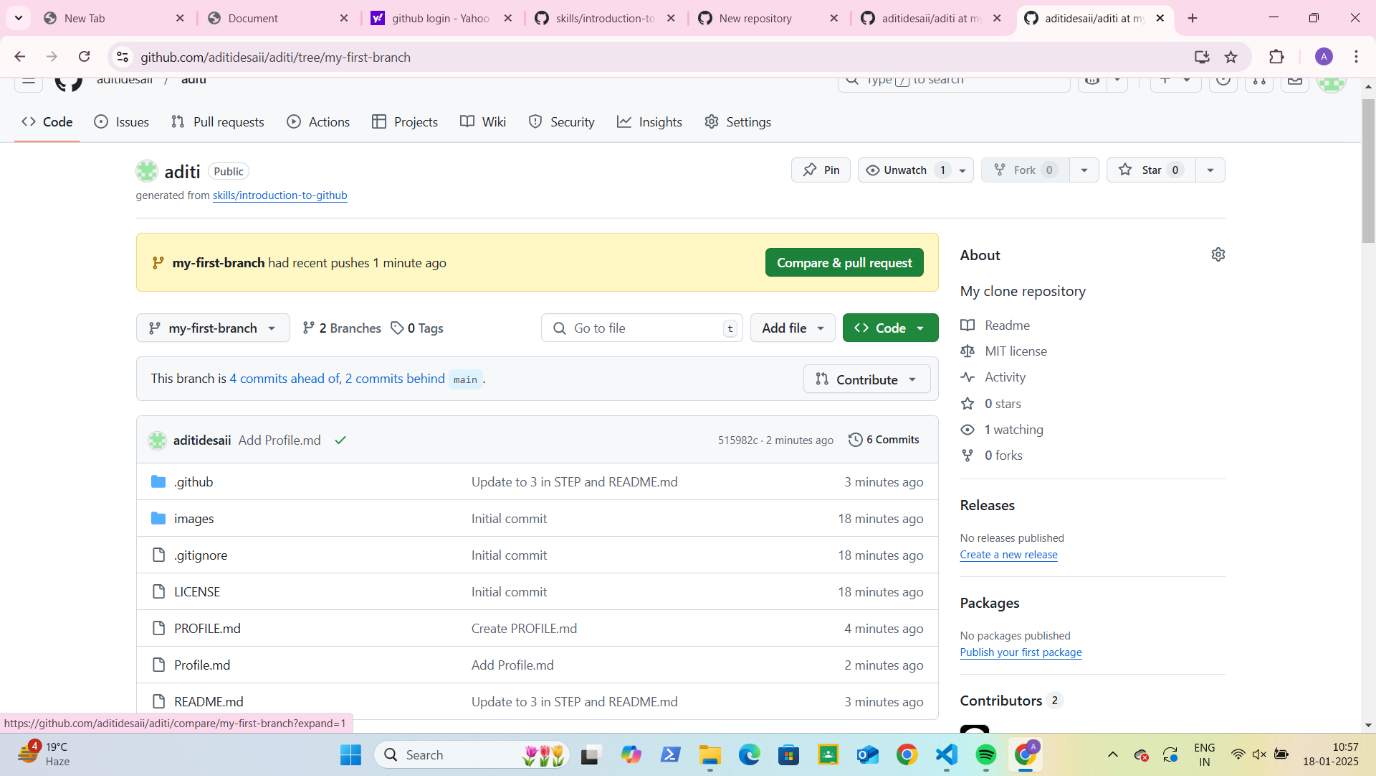 New Tab
Document
github login - Yahoo
skills/introduction-to
New repository
aditidesaii/aditi at my
aditidesaii/aditi at my
github.com/aditidesaii/aditi/tree/my-first-branch
A
aditidesaii / aditi
Type / to search
Code
Issues
Pull requests
Actions
Projects
Wiki
Security
Insights
Settings
aditi Public
Pin
Unwatch 1
Fork 0
Star 0
generated from skills/introduction-to-github
my-first-branch had recent pushes 1 minute ago
Compare & pull request
About
My clone repository
my-first-branch
2 Branches
0 Tags
Go to file t
Add file
<> Code
Readme
MIT license
Activity
0 stars
1 watching
0 forks
This branch is 4 commits ahead of, 2 commits behind main .
Contribute
aditidesaii Add Profile.md
515982c · 2 minutes ago
6 Commits
.github Update to 3 in STEP and README.md 3 minutes ago
images Initial commit 18 minutes ago
.gitignore Initial commit 18 minutes ago
LICENSE Initial commit 18 minutes ago
PROFILE.md Create PROFILE.md 4 minutes ago
Profile.md Add Profile.md 2 minutes ago
README.md Update to 3 in STEP and README.md 3 minutes ago
Releases
No releases published
Create a new release
Packages
No packages published
Publish your first package
Contributors 2
https://github.com/aditidesaii/aditi/compare/my-first-branch?expand=1
4
19°C
Haze
Search
A
ENG
IN
10:57
18-01-2025